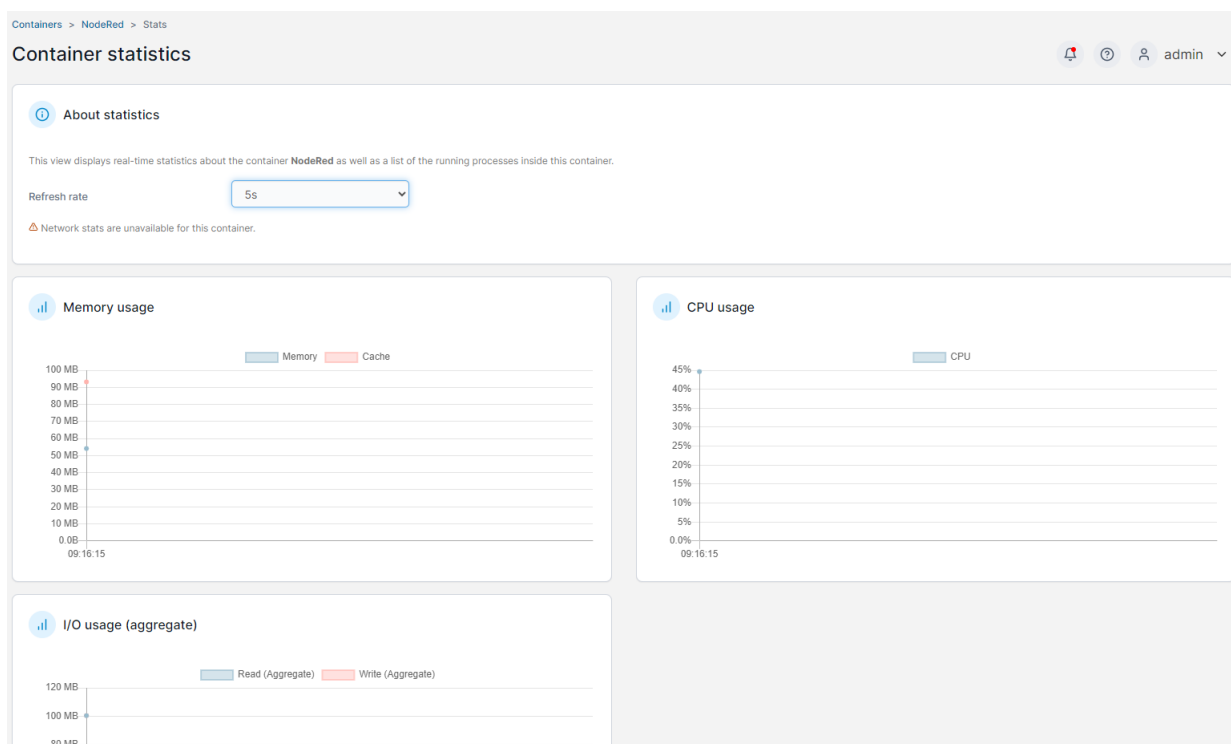 Containers > NodeRed > Stats
Container statistics
admin
About statistics
This view displays real-time statistics about the container NodeRed as well as a list of the running processes inside this container.
Refresh rate
5s
Network stats are unavailable for this container.
Memory usage
Memory Cache
100 MB
90 MB
80 MB
70 MB
60 MB
50 MB
40 MB
30 MB
20 MB
10 MB
0.0B
09:16:15
CPU usage
CPU
45%
40%
35%
30%
25%
20%
15%
10%
5%
0.0%
09:16:15
I/O usage (aggregate)
Read (Aggregate) Write (Aggregate)
120 MB
100 MB
80 MB